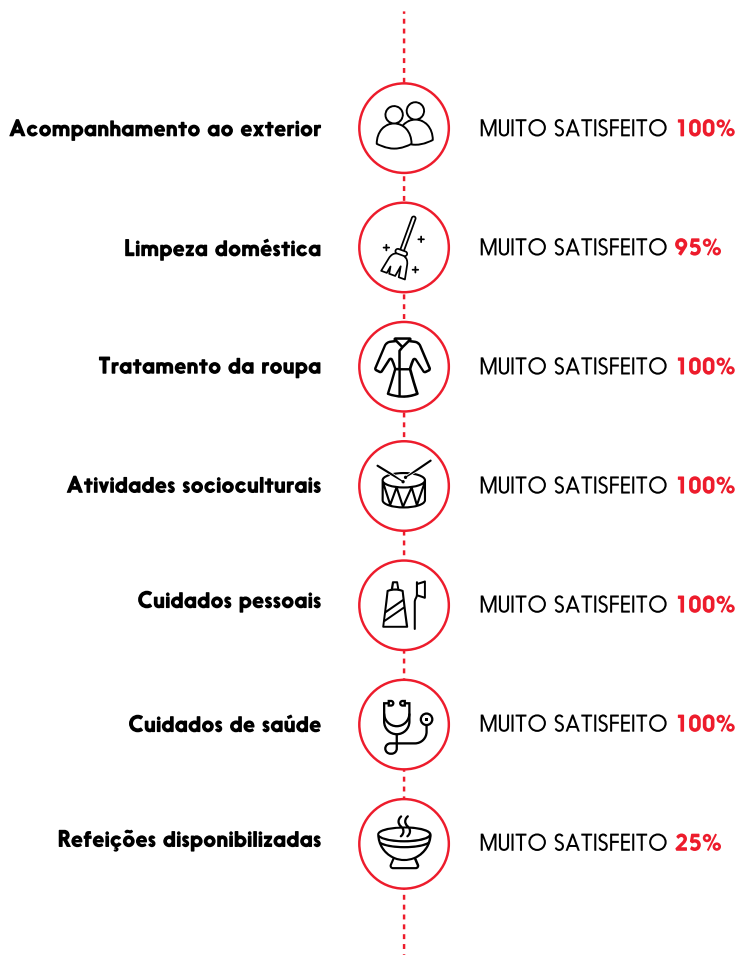 Acompanhamento ao exterior MUITO SATISFEITO 100%
Limpeza doméstica MUITO SATISFEITO 95%
Tratamento da roupa MUITO SATISFEITO 100%
Atividades socioculturais MUITO SATISFEITO 100%
Cuidados pessoais MUITO SATISFEITO 100%
Cuidados de saúde MUITO SATISFEITO 100%
Refeições disponibilizadas MUITO SATISFEITO 25%